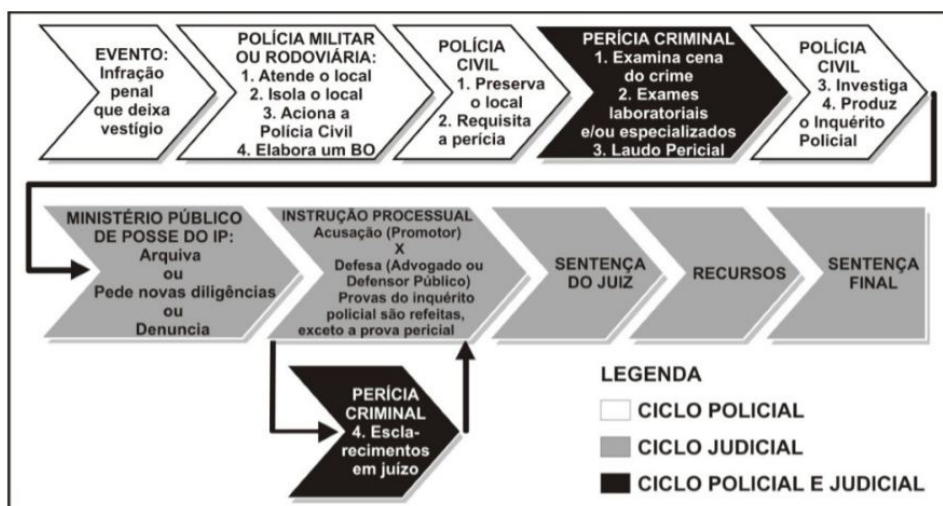 EVENTO:
Infração
penal
que deixa
vestígio
POLÍCIA MILITAR
OU RODOVIÁRIA:
1. Atende o local
2. Isola o local
3. Aciona a
Polícia Civil
4. Elabora um BO
POLÍCIA
CIVIL
1. Preserva
o local
2. Requisita
a perícia
PERÍCIA CRIMINAL
1. Examina cena
do crime
2. Exames
laboratoriais
e/ou especializados
3. Laudo Pericial
POLÍCIA
CIVIL
3. Investiga
4. Produz
o Inquérito
Policial
MINISTÉRIO PÚBLICO
DE POSSE DO IP:
Arquiva
ou
Pede novas diligências
ou
Denuncia
INSTRUÇÃO PROCESSUAL
Acusação (Promotor)
X
Defesa (Advogado ou
Defensor Público)
Provas do inquérito
policial são refeitas,
exceto a prova pericial
SENTENÇA
DO JUIZ
RECURSOS
SENTENÇA
FINAL
PERÍCIA
CRIMINAL
4. Escla-
recimentos
em juízo
LEGENDA
CICLO POLICIAL
CICLO JUDICIAL
CICLO POLICIAL E JUDICIAL